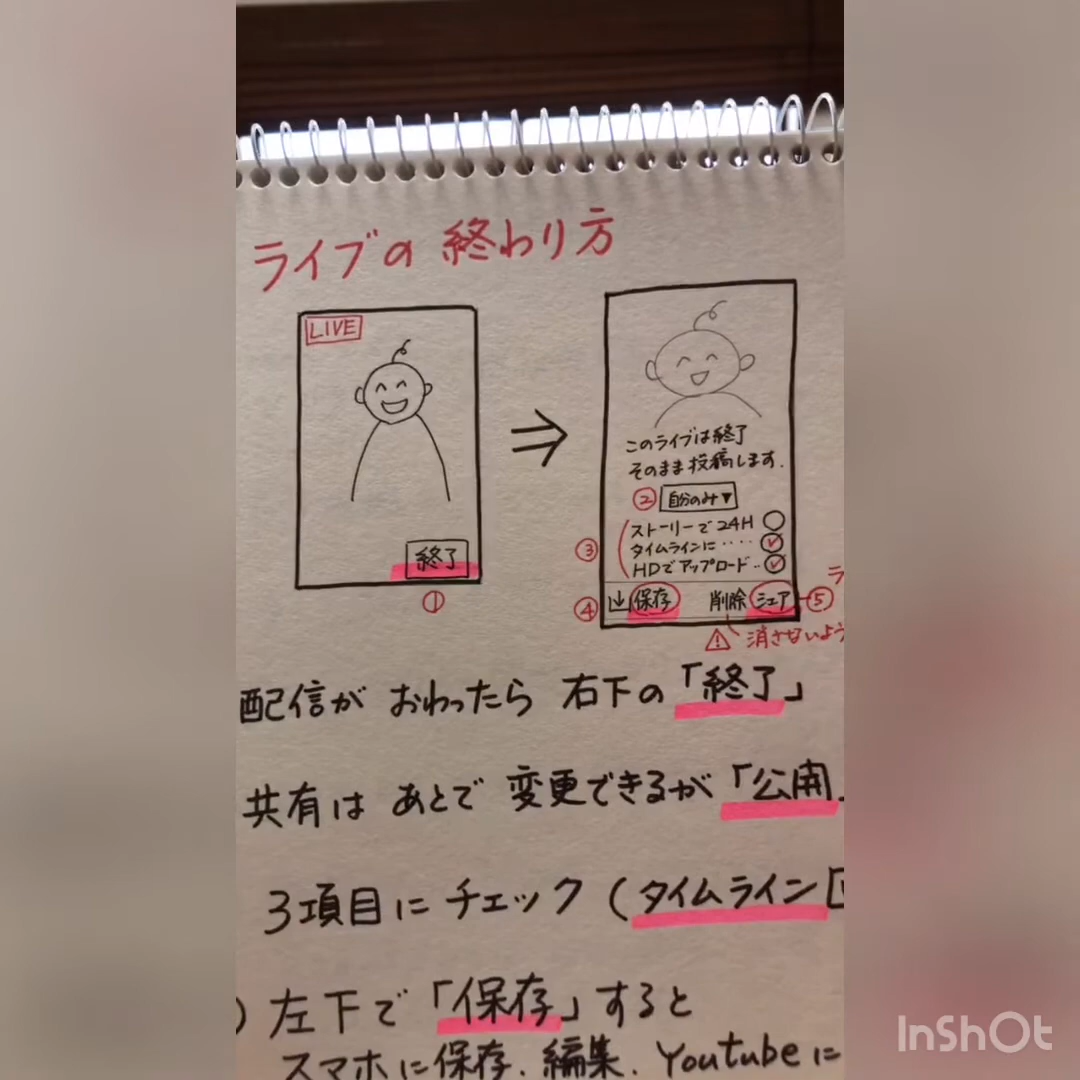 ライブの終わり方
LIVE
終了
①
このライブは終了
そのまま投稿します.
② 自分のみ▼
③ ストーリーで24H
タイムラインに・・・・
HDでアップロード..
④ 保存 削除 シェア ⑤
ラ
消さないよう
配信が おわったら 右下の「終了」
共有は あとで 変更できるが「公開」
3項目にチェック(タイムライン
)左下で「保存」すると
スマホに保存.編集.Youtubeに
InShOt